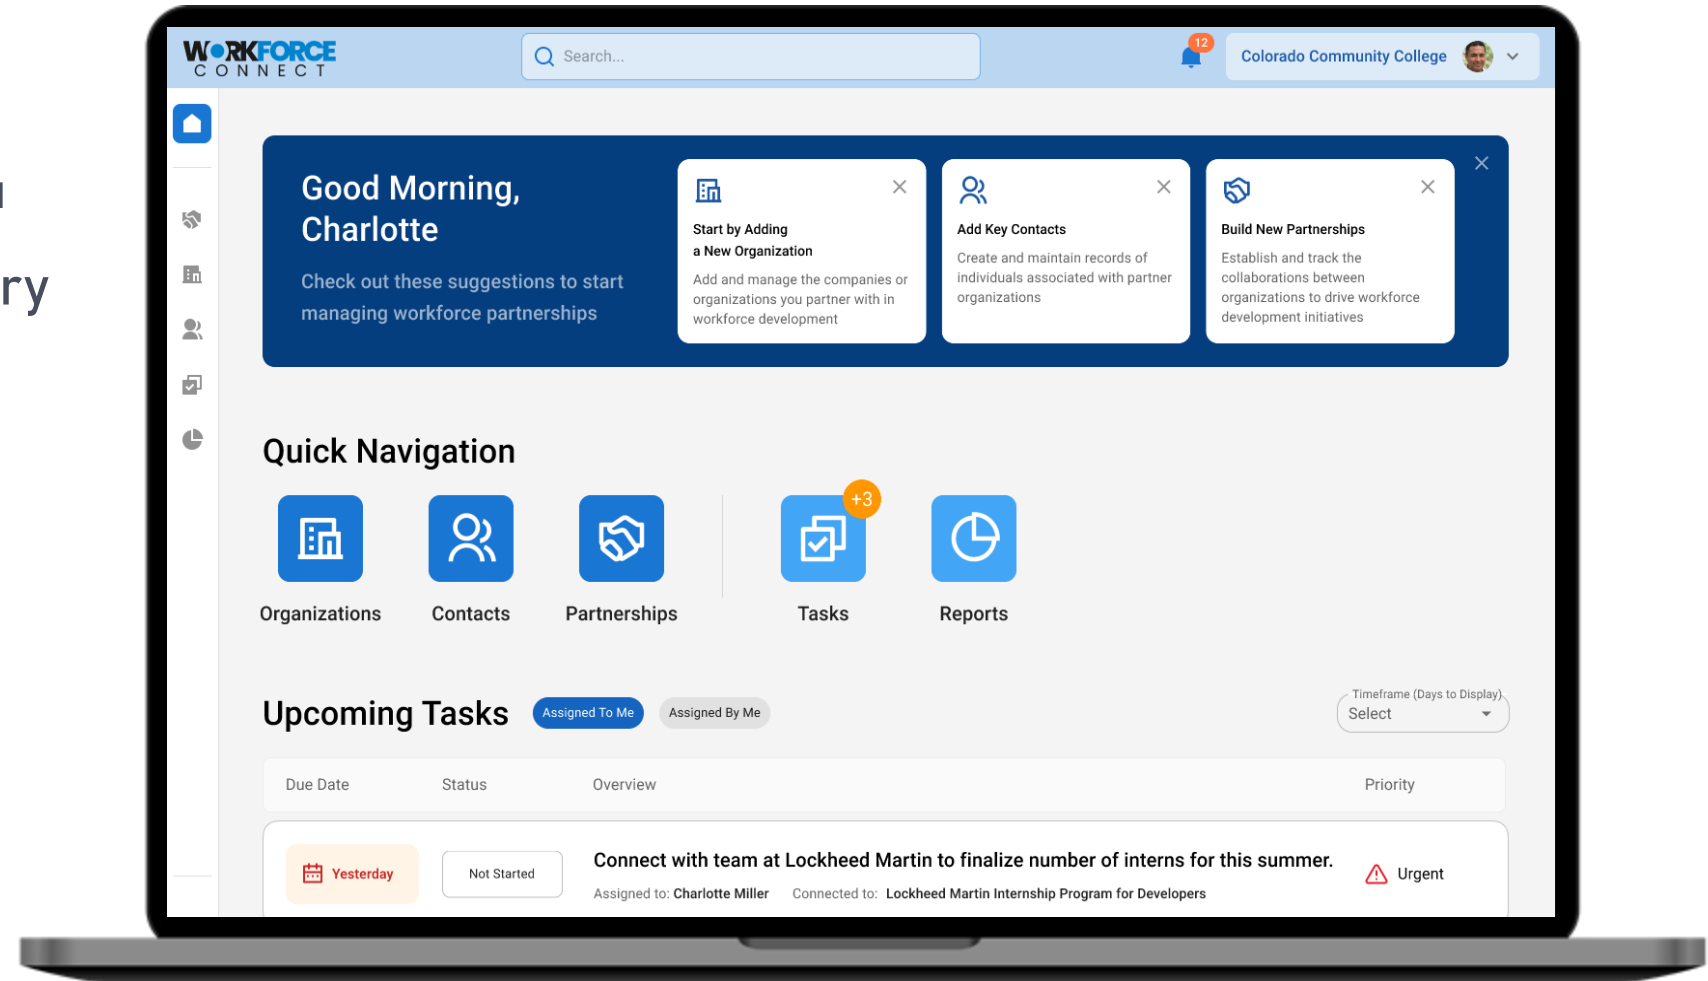 ry
WORKFORCE
CONNECT
Search...
12
Colorado Community College
Good Morning,
Charlotte
Check out these suggestions to start
managing workforce partnerships
Start by Adding
a New Organization
Add and manage the companies or
organizations you partner with in
workforce development
Add Key Contacts
Create and maintain records of
individuals associated with partner
organizations
Build New Partnerships
Establish and track the
collaborations between
organizations to drive workforce
development initiatives
Quick Navigation
+3
Organizations
Contacts
Partnerships
Tasks
Reports
Upcoming Tasks
Assigned To Me
Assigned By Me
Timeframe (Days to Display)
Select
Due Date
Status
Overview
Priority
Yesterday
Not Started
Connect with team at Lockheed Martin to finalize number of interns for this summer.
Assigned to: Charlotte Miller
Connected to: Lockheed Martin Internship Program for Developers
Urgent